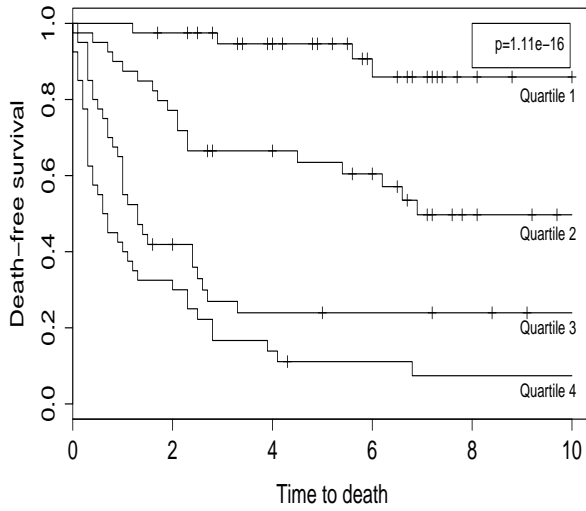 p=1.11e-16
1.0
0.8
0.6
0.4
0.2
0.0
Death-free survival
Quartile 1
Quartile 2
Quartile 3
Quartile 4
0 2 4 6 8 10
Time to death